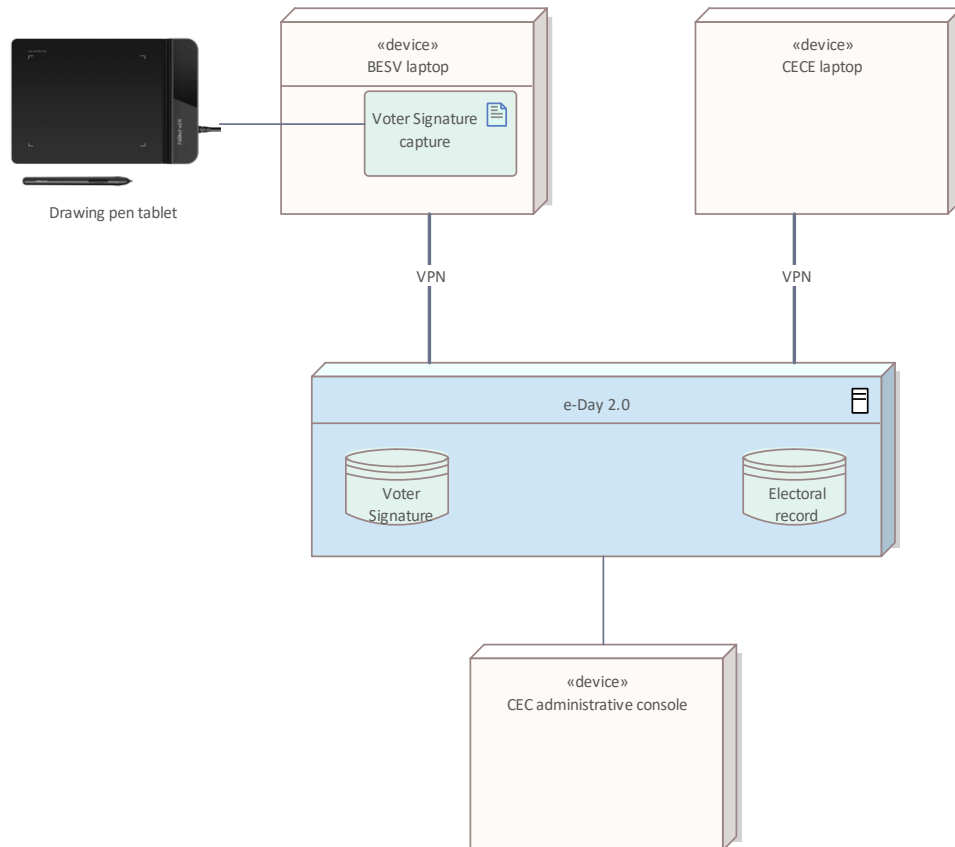 «device»
BESV laptop
«device»
CECE laptop
Voter Signature
capture
Drawing pen tablet
VPN
VPN
e-Day 2.0
Voter
Signature
Electoral
record
«device»
CEC administrative console